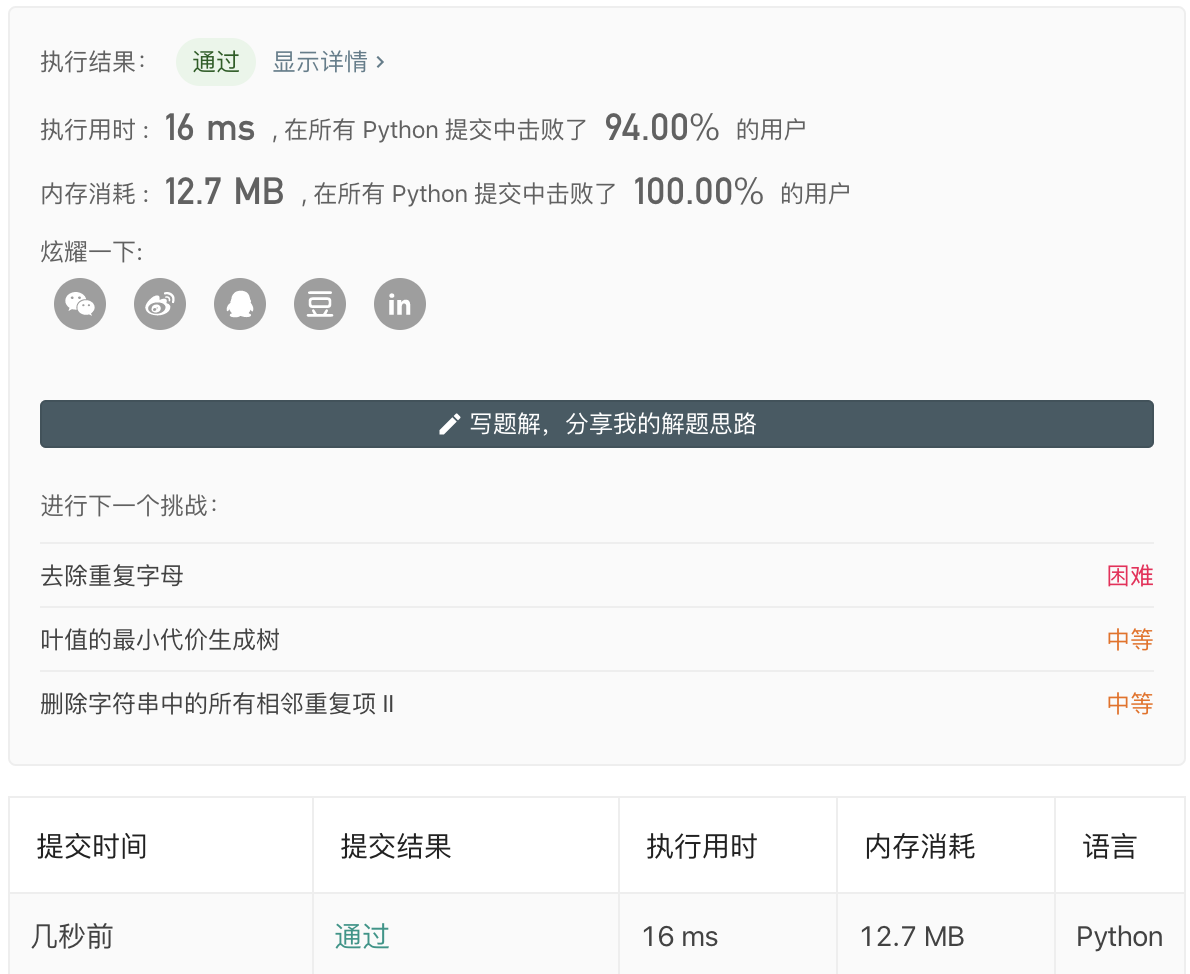 执行结果： 通过 显示详情 ›
执行用时 : 16 ms , 在所有 Python 提交中击败了 94.00% 的用户
内存消耗 : 12.7 MB , 在所有 Python 提交中击败了 100.00% 的用户
炫耀一下:
豆 in
写题解，分享我的解题思路
进行下一个挑战：
去除重复字母 困难
叶值的最小代价生成树 中等
删除字符串中的所有相邻重复项 II 中等
提交时间 提交结果 执行用时 内存消耗 语言
几秒前 通过 16 ms 12.7 MB Python